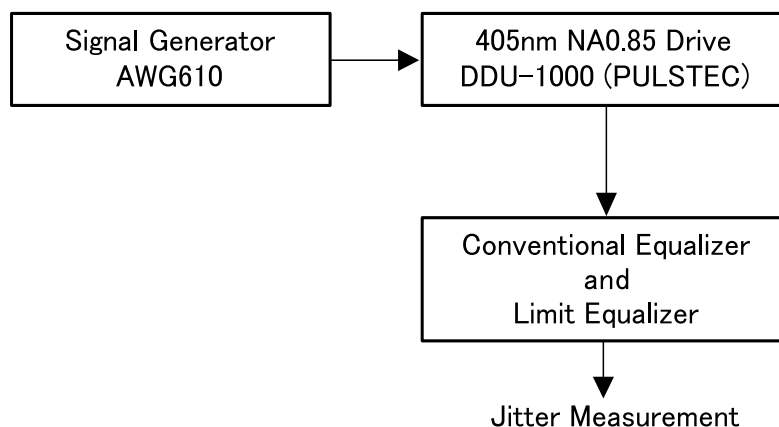 Signal Generator
AWG610
405nm NA0.85 Drive
DDU-1000 (PULSTEC)
Conventional Equalizer
and
Limit Equalizer
Jitter Measurement